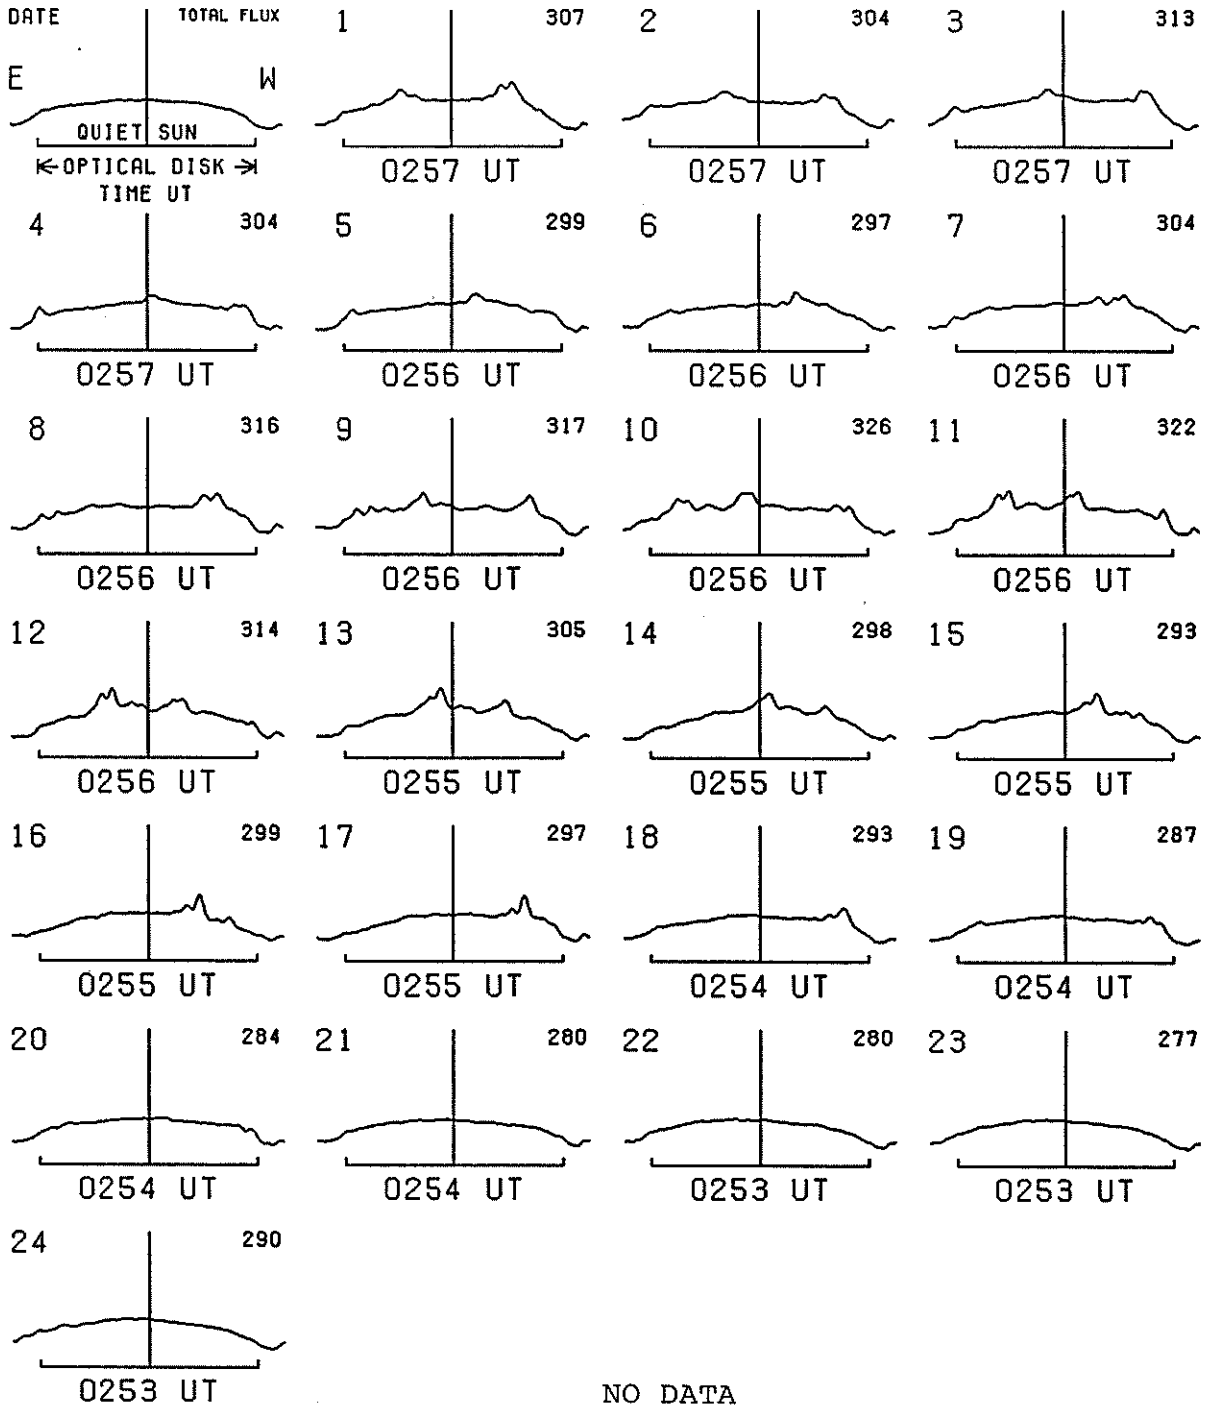 DATE TOTAL FLUX 1 307 2 304 3 313
E W
QUIET SUN
OPTICAL DISK 0257 UT 0257 UT 0257 UT
TIME UT
4 304 5 299 6 297 7 304
0257 UT 0256 UT 0256 UT 0256 UT
8 316 9 317 10 326 11 322
0256 UT 0256 UT 0256 UT 0256 UT
12 314 13 305 14 298 15 293
0256 UT 0255 UT 0255 UT 0255 UT
16 299 17 297 18 293 19 287
0255 UT 0255 UT 0254 UT 0254 UT
20 284 21 280 22 280 23 277
0254 UT 0254 UT 0253 UT 0253 UT
24 290
0253 UT NO DATA